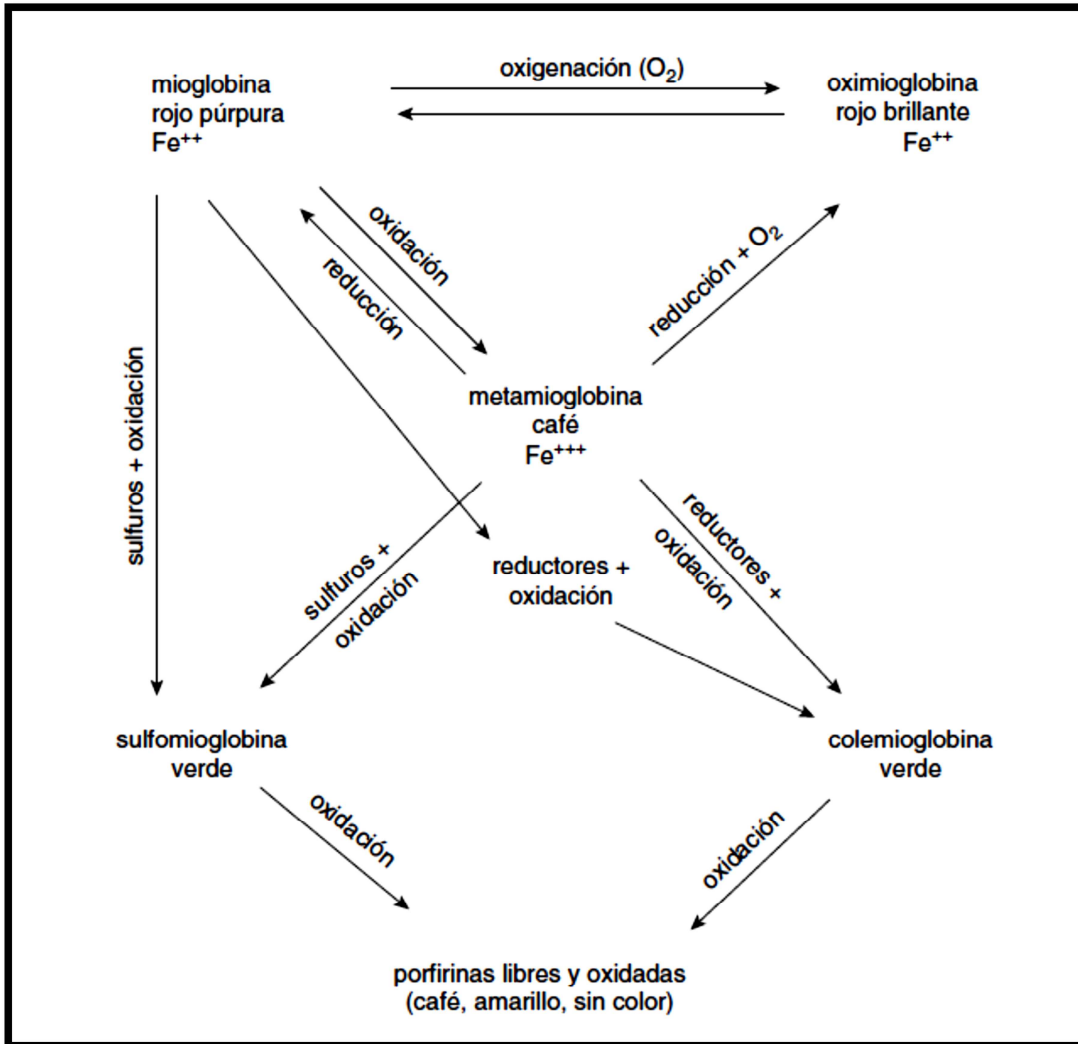 oxigenación (O₂)
mioglobina
rojo púrpura
Fe⁺⁺
oximioglobina
rojo brillante
Fe⁺⁺
oxidación
reducción
reducción + O₂
metamioglobina
café
Fe⁺⁺⁺
sulfuros + oxidación
sulfuros +
oxidación
reductores +
oxidación
reductores +
oxidación
sulfomioglobina
verde
colemioglobina
verde
oxidación
oxidación
porfirinas libres y oxidadas
(café, amarillo, sin color)